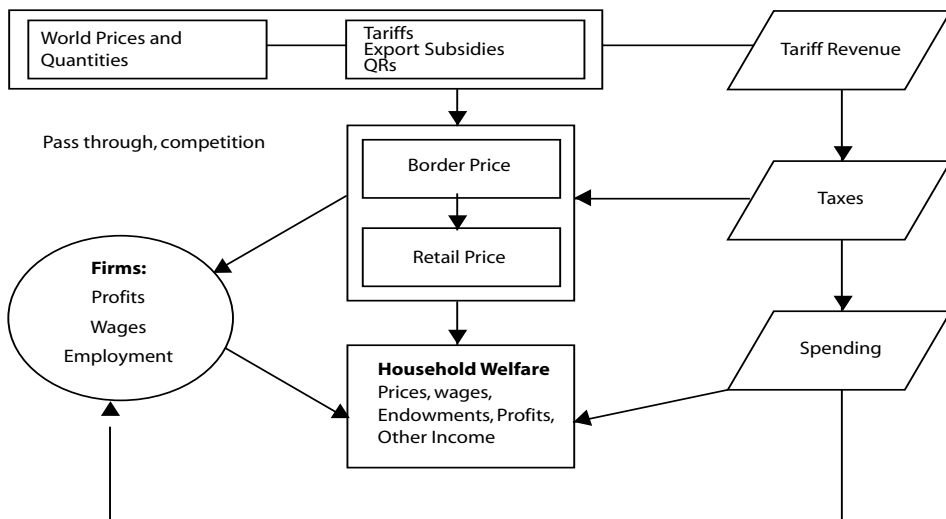 World Prices and
Quantities
Tariffs
Export Subsidies
QRs
Tariff Revenue
Pass through, competition
Border Price
Retail Price
Taxes
Firms:
Profits
Wages
Employment
Household Welfare
Prices, wages,
Endowments, Profits,
Other Income
Spending